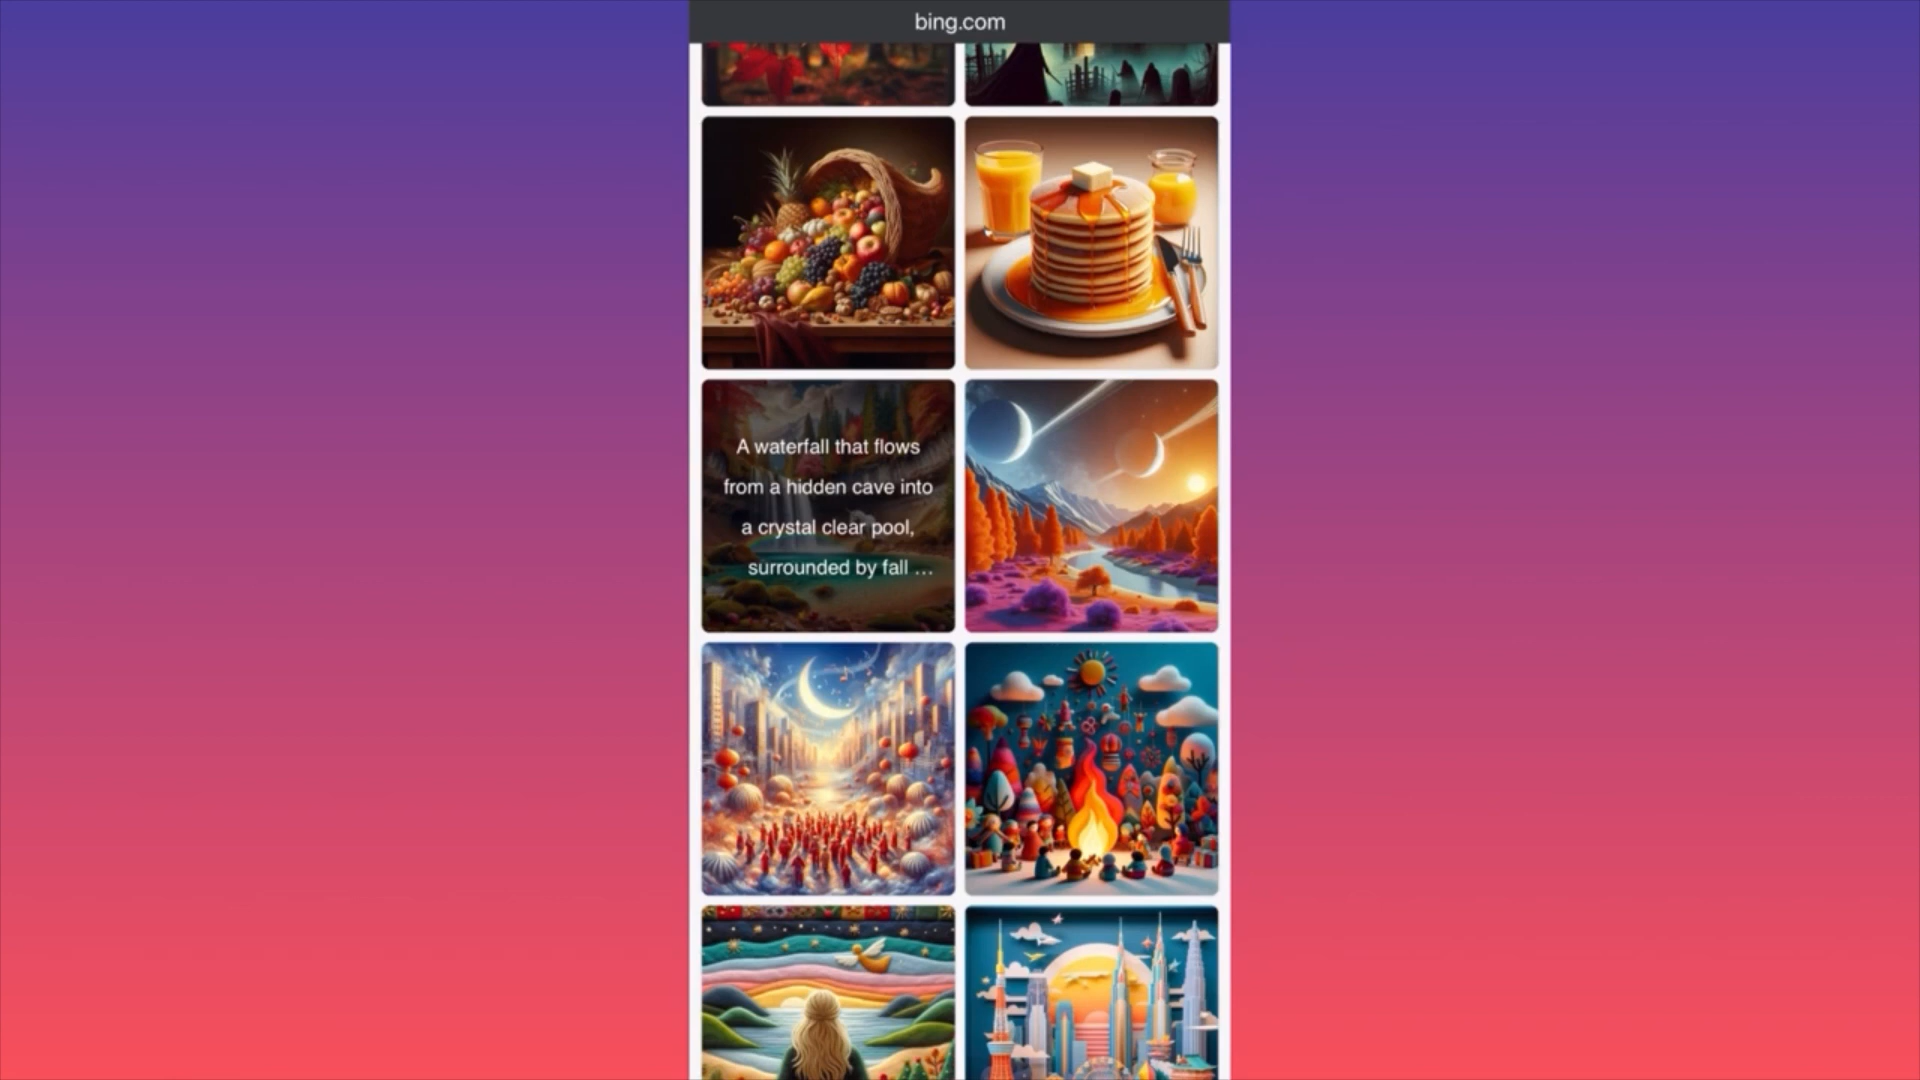 bing.com
A waterfall that flows
from a hidden cave into
a crystal clear pool,
surrounded by fall ...